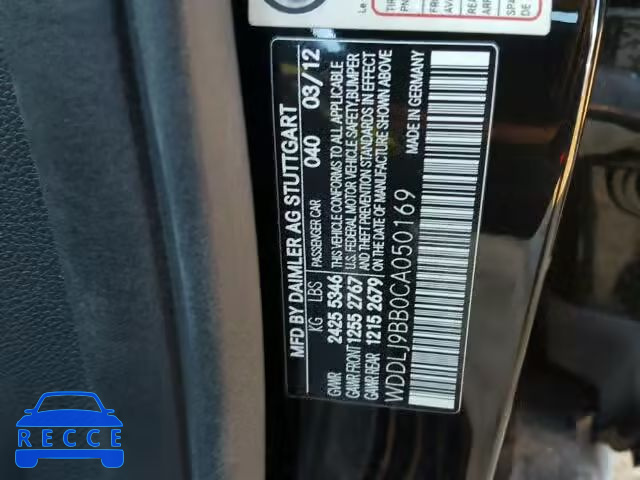 MFD BY DAIMLER AG STUTTGART
KG LBS PASSENGER CAR 040 03/12
GVWR 2425 5346 THIS VEHICLE CONFORMS TO ALL APPLICABLE
GAWR FRONT 1255 2767 U.S. FEDERAL MOTOR VEHICLE SAFETY, BUMPER
GAWR REAR 1215 2679 AND THEFT PREVENTION STANDARDS IN EFFECT
ON THE DATE OF MANUFACTURE SHOWN ABOVE
WDDLJ9BB0CA050169 MADE IN GERMANY
RECCE